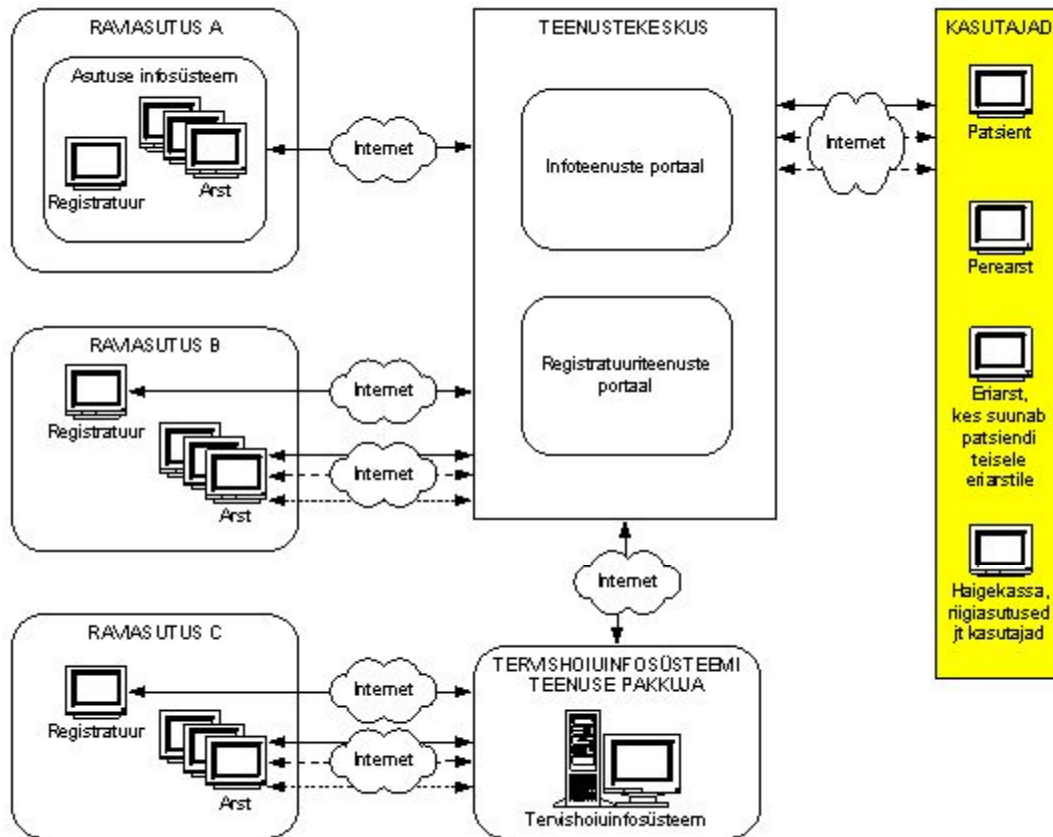 RAVIASUTUS A
Asutuse infosüsteem
Registratuur
Arst
Internet
TEENUSTEKESKUS
Infoteenuste portaal
Registratuuriteenuste
portaal
Internet
KASUTAJAD
Patsient
Perearst
Eriarst,
kes suunab
patsiendi
teisele
eriarstile
Haigekassa,
riigiasutused
jt kasutajad
RAVIASUTUS B
Registratuur
Arst
Internet
Internet
Internet
RAVIASUTUS C
Registratuur
Arst
Internet
Internet
TERVISHOIUINFOSÜSTEEMI
TEENUSE PAKKUJA
Tervishoiuinfosüsteem